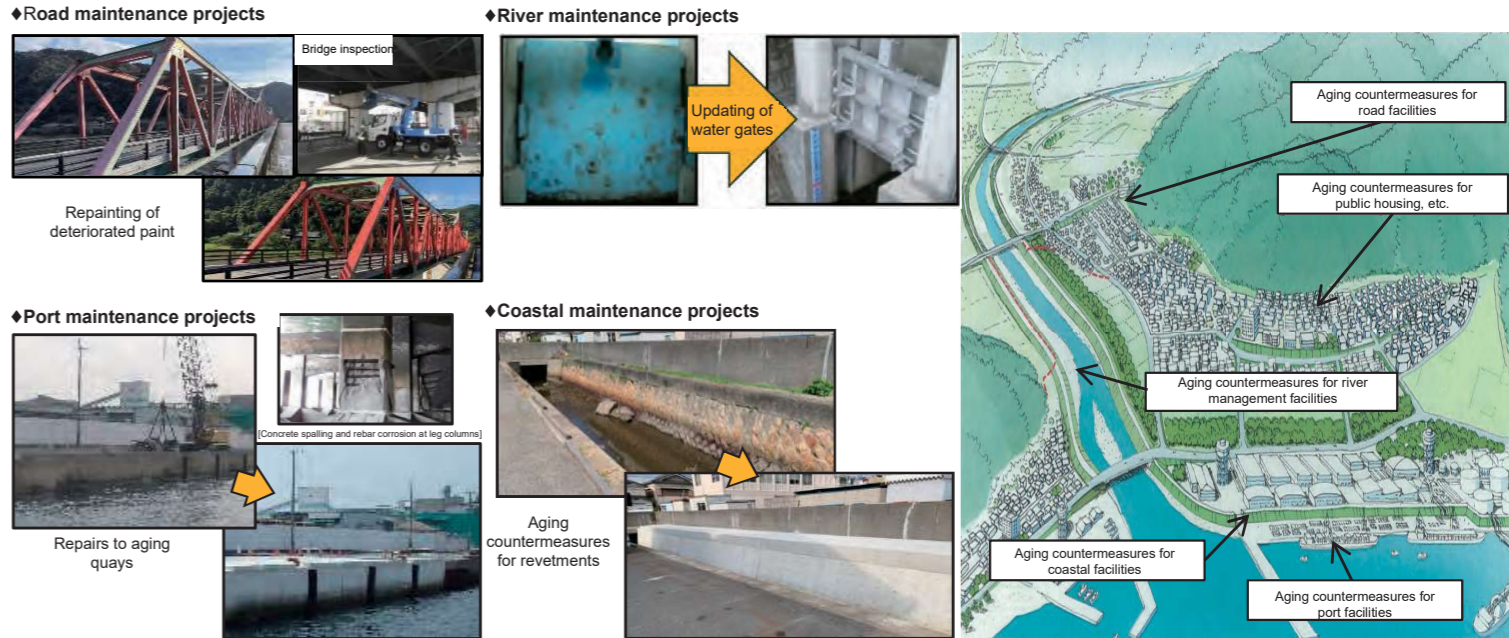 ♦Road maintenance projects
Bridge inspection
Repainting of
deteriorated paint
♦River maintenance projects
Updating of
water gates
♦Port maintenance projects
[Concrete spalling and rebar corrosion at leg columns]
Repairs to aging
quays
♦Coastal maintenance projects
Aging
countermeasures
for revetments
Aging countermeasures for
road facilities
Aging countermeasures for
public housing, etc.
Aging countermeasures for river
management facilities
Aging countermeasures for
coastal facilities
Aging countermeasures for
port facilities